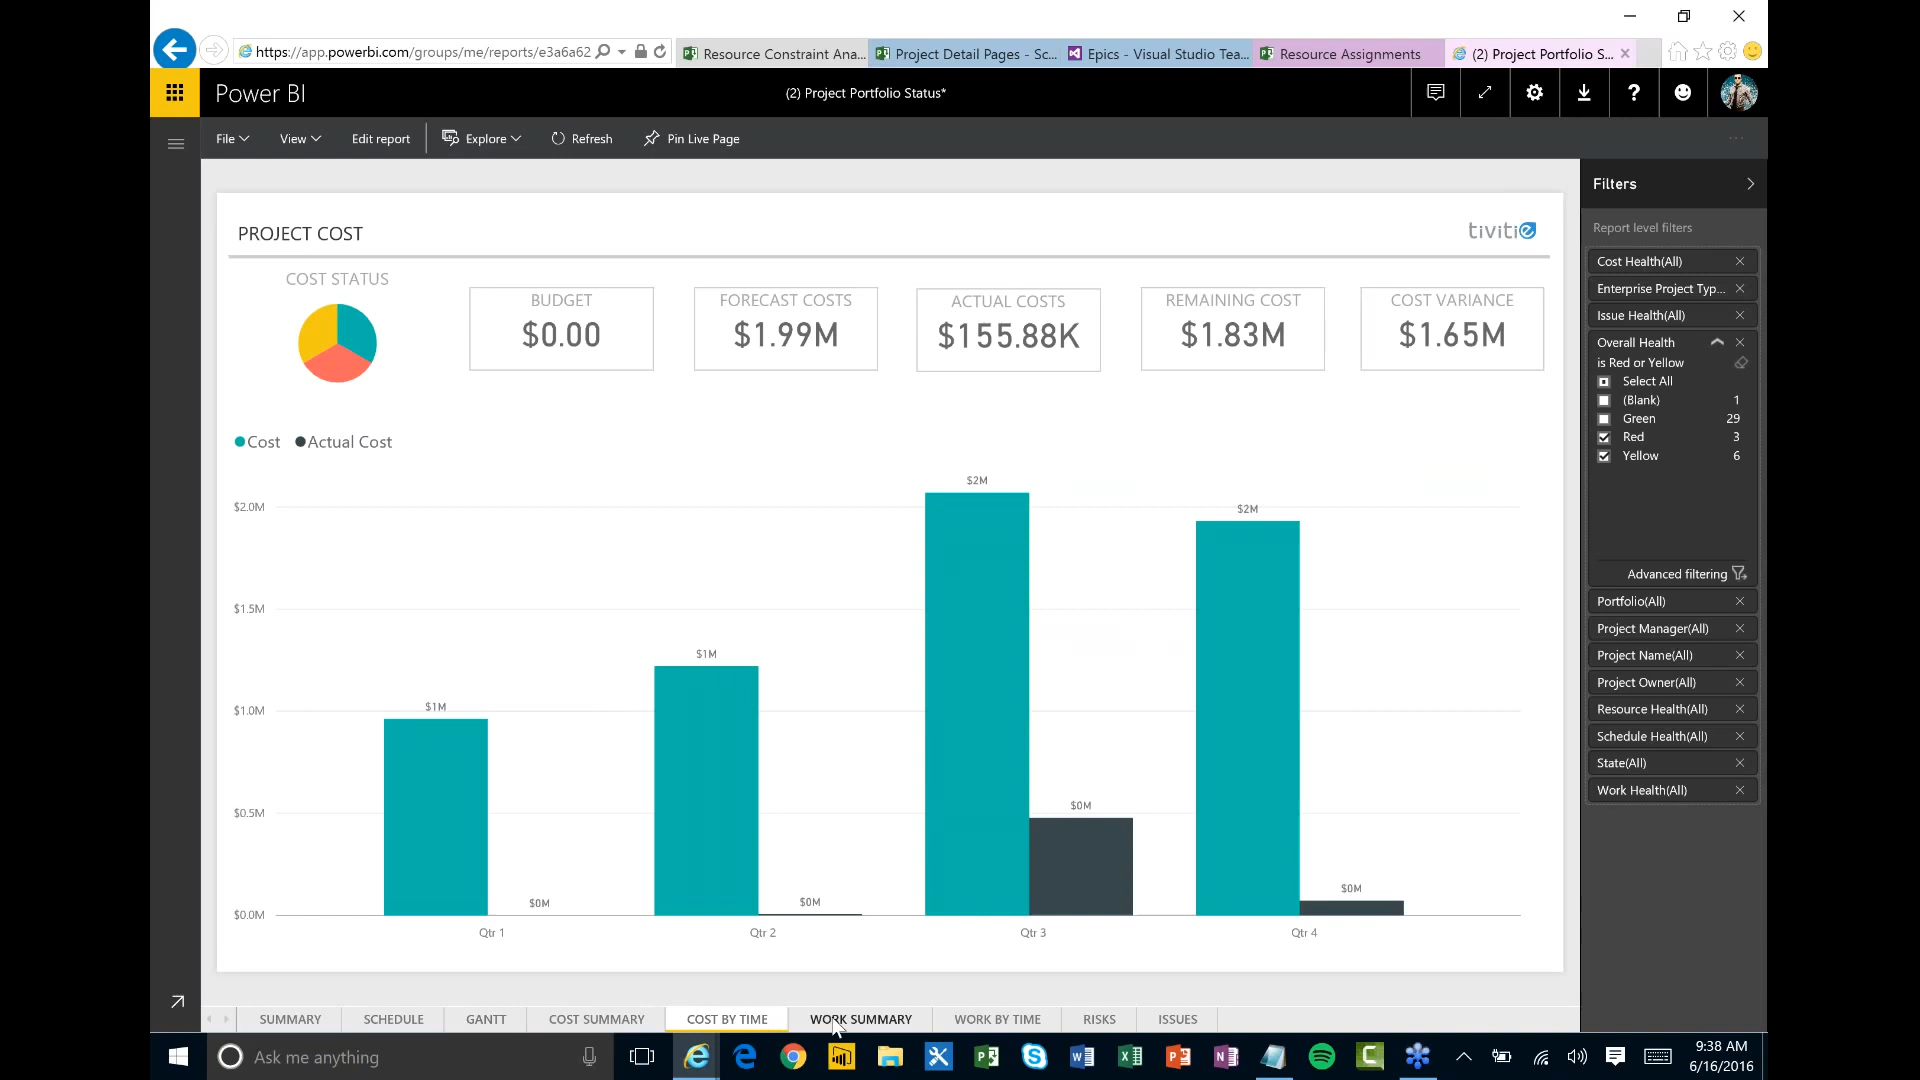 https://app.powerbi.com/groups/me/reports/e3a6a62
Resource Constraint Ana...
Project Detail Pages - Sc...
Epics - Visual Studio Tea...
Resource Assignments
(2) Project Portfolio S...
Power BI
(2) Project Portfolio Status*
File
View
Edit report
Explore
Refresh
Pin Live Page
...
PROJECT COST
tiviti
COST STATUS
BUDGET
$0.00
FORECAST COSTS
$1.99M
ACTUAL COSTS
$155.88K
REMAINING COST
$1.83M
COST VARIANCE
$1.65M
Cost
Actual Cost
$2.0M
$1.5M
$1.0M
$0.5M
$0.0M
$1M
$0M
$1M
$0M
$2M
$0M
$2M
$0M
Qtr 1
Qtr 2
Qtr 3
Qtr 4
Filters
Report level filters
Cost Health(All)
Enterprise Project Typ...
Issue Health(All)
Overall Health
is Red or Yellow
Select All
(Blank) 1
Green 29
Red 3
Yellow 6
Advanced filtering
Portfolio(All)
Project Manager(All)
Project Name(All)
Project Owner(All)
Resource Health(All)
Schedule Health(All)
State(All)
Work Health(All)
SUMMARY
SCHEDULE
GANTT
COST SUMMARY
COST BY TIME
WORK SUMMARY
WORK BY TIME
RISKS
ISSUES
Ask me anything
9:38 AM
6/16/2016